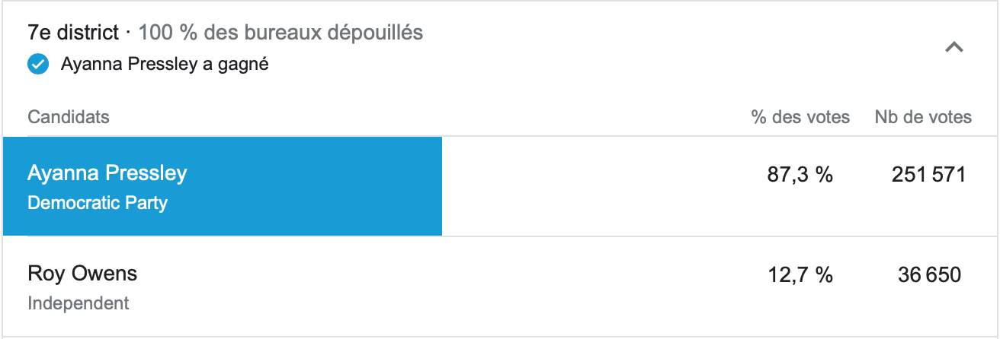 7e district · 100 % des bureaux dépouillés
Ayanna Pressley a gagné
Candidats % des votes Nb de votes
Ayanna Pressley 87,3 % 251 571
Democratic Party
Roy Owens 12,7 % 36 650
Independent